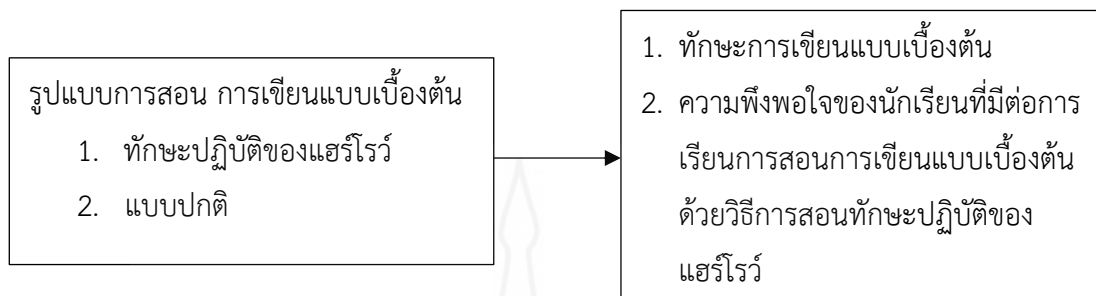 รูปแบบการสอน การเขียนแบบเบื้องต้น
1. ทักษะปฏิบัติของแฮร์โรว์
2. แบบปกติ
1. ทักษะการเขียนแบบเบื้องต้น
2. ความพึงพอใจของนักเรียนที่มีต่อการ
เรียนการสอนการเขียนแบบเบื้องต้น
ด้วยวิธีการสอนทักษะปฏิบัติของ
แฮร์โรว์